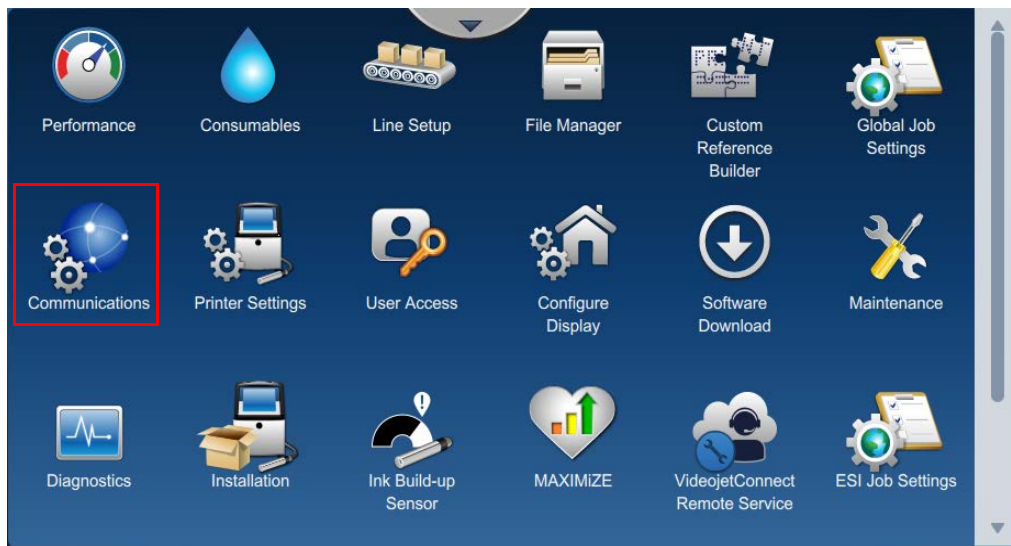 Performance
Consumables
Line Setup
File Manager
Custom
Reference
Builder
Global Job
Settings
Communications
Printer Settings
User Access
Configure
Display
Software
Download
Maintenance
Diagnostics
Installation
Ink Build-up
Sensor
MAXIMiZE
VideojetConnect
Remote Service
ESI Job Settings